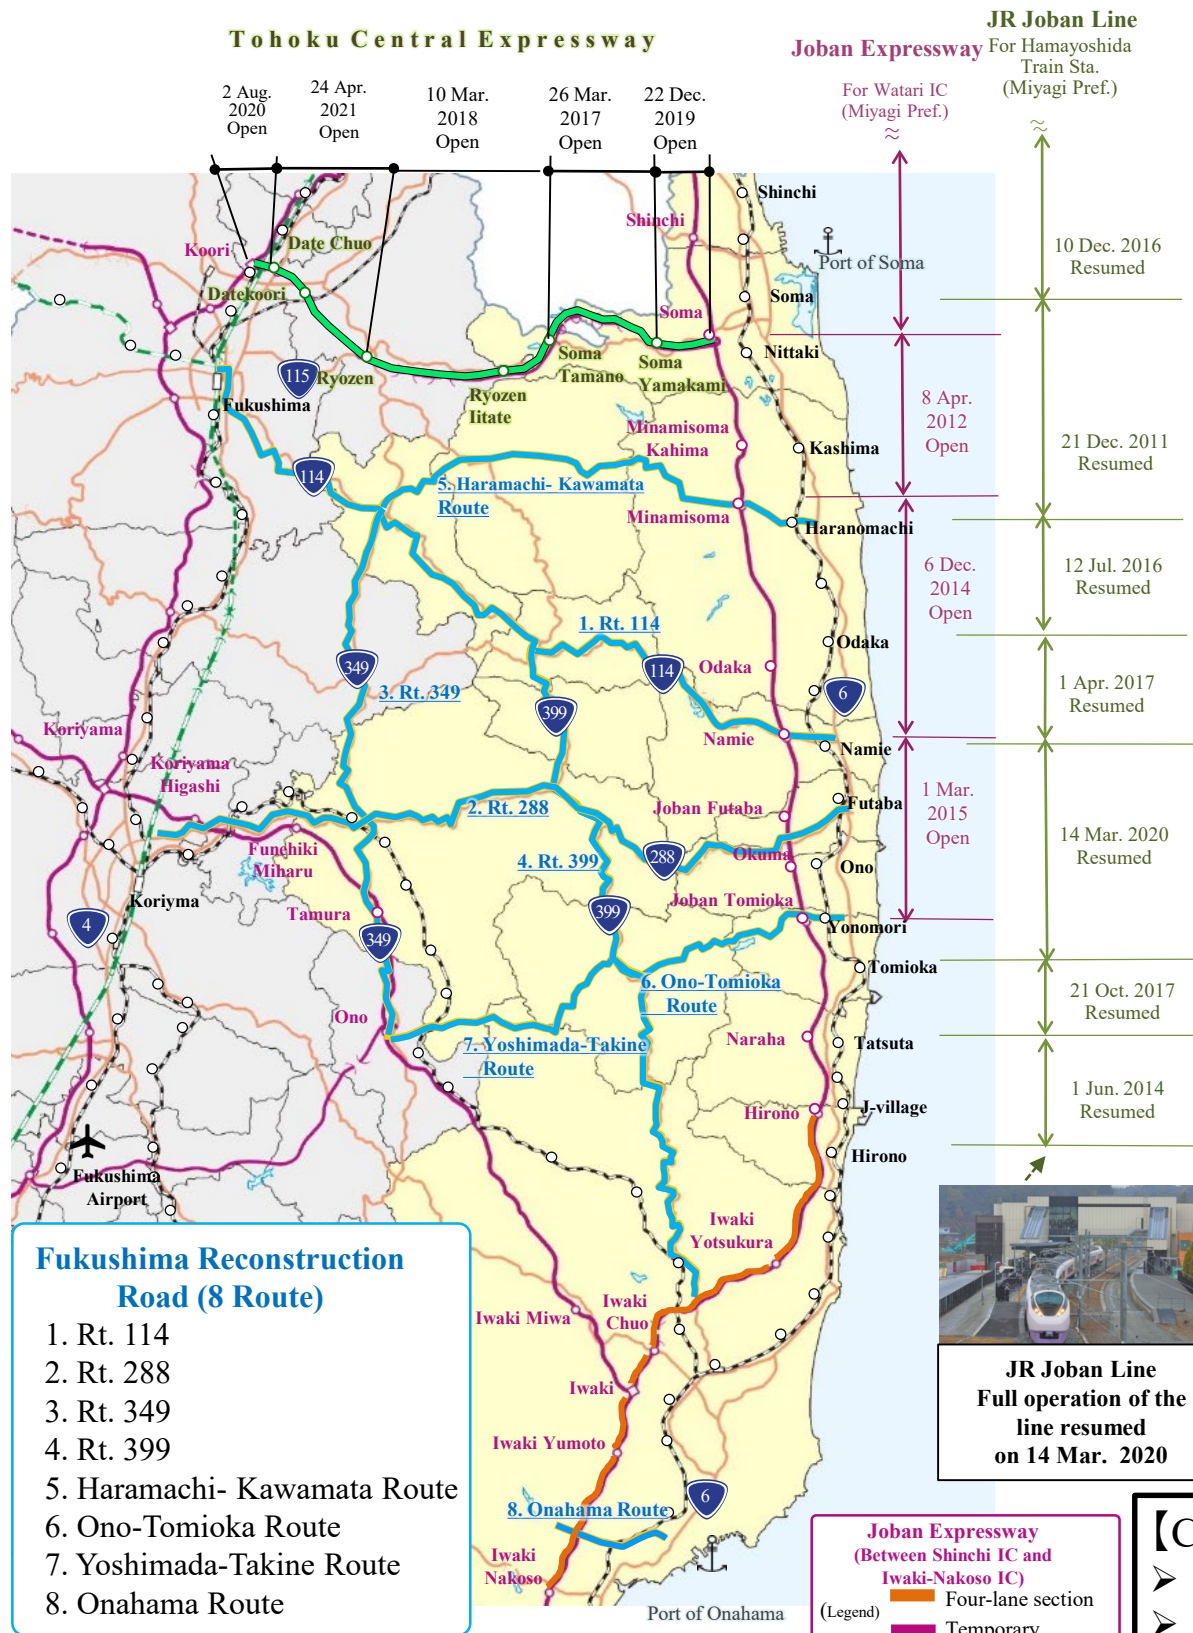 Tohoku Central Expressway
Joban Expressway
For Watari IC
(Miyagi Pref.)
JR Joban Line
For Hamayoshida
Train Sta.
(Miyagi Pref.)
2 Aug.
2020
Open
24 Apr.
2021
Open
10 Mar.
2018
Open
26 Mar.
2017
Open
22 Dec.
2019
Open
Shinchi
Shinchi
Koori
Date Chuo
Port of Soma
Datekoori
Soma
Soma
Nittaki
Soma
Tamano
Soma
Yamakami
115
Ryozen
Ryozen
Iitate
Fukushima
Minamisoma
Kahima
Kashima
114
5. Haramachi- Kawamata
Route
Minamisoma
Haranomachi
1. Rt. 114
Odaka
349
114
Odaka
3. Rt. 349
399
6
Koriyama
Namie
Namie
Koriyama
Higashi
2. Rt. 288
Joban Futaba
Futaba
Funehiki
Miharu
4. Rt. 399
288
Okuma
Ono
Koriyma
Tamura
399
Joban Tomioka
Yonomori
4
349
Tomioka
6. Ono-Tomioka
Route
Ono
7. Yoshimada-Takine
Route
Naraha
Tatsuta
Hirono
J-village
Hirono
Fukushima
Airport
Iwaki
Yotsukura
Iwaki Miwa
Iwaki
Chuo
Iwaki
Iwaki Yumoto
8. Onahama Route
6
Iwaki
Nakoso
Port of Onahama
8 Apr.
2012
Open
6 Dec.
2014
Open
1 Mar.
2015
Open
10 Dec. 2016
Resumed
21 Dec. 2011
Resumed
12 Jul. 2016
Resumed
1 Apr. 2017
Resumed
14 Mar. 2020
Resumed
21 Oct. 2017
Resumed
1 Jun. 2014
Resumed
Fukushima Reconstruction
Road (8 Route)
1. Rt. 114
2. Rt. 288
3. Rt. 349
4. Rt. 399
5. Haramachi- Kawamata Route
6. Ono-Tomioka Route
7. Yoshimada-Takine Route
8. Onahama Route
JR Joban Line
Full operation of the
line resumed
on 14 Mar. 2020
Joban Expressway
(Between Shinchi IC and
Iwaki-Nakoso IC)
(Legend)
Four-lane section
Temporary
【C